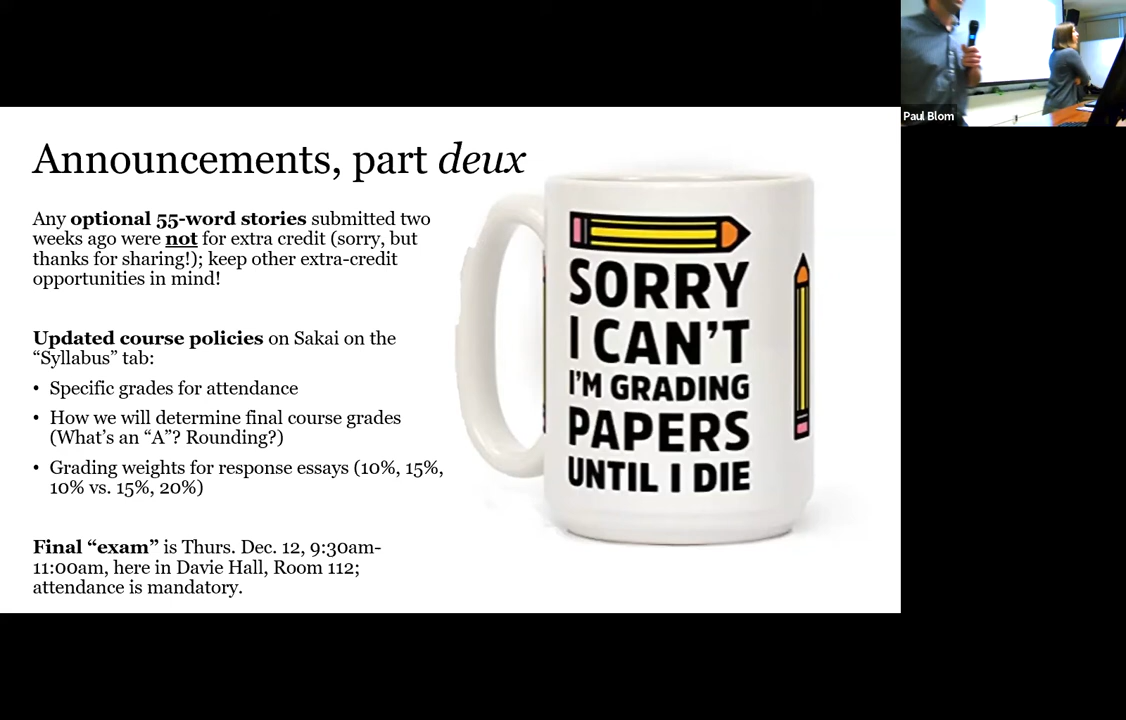 Paul Blom
Announcements, part deux
Any optional 55-word stories submitted two
weeks ago were not for extra credit (sorry, but
thanks for sharing!); keep other extra-credit
opportunities in mind!
Updated course policies on Sakai on the
“Syllabus” tab:
• Specific grades for attendance
• How we will determine final course grades
(What’s an “A”? Rounding?)
• Grading weights for response essays (10%, 15%,
10% vs. 15%, 20%)
Final “exam” is Thurs. Dec. 12, 9:30am-
11:00am, here in Davie Hall, Room 112;
attendance is mandatory.
SORRY
I CAN’T
I’M GRADING
PAPERS
UNTIL I DIE